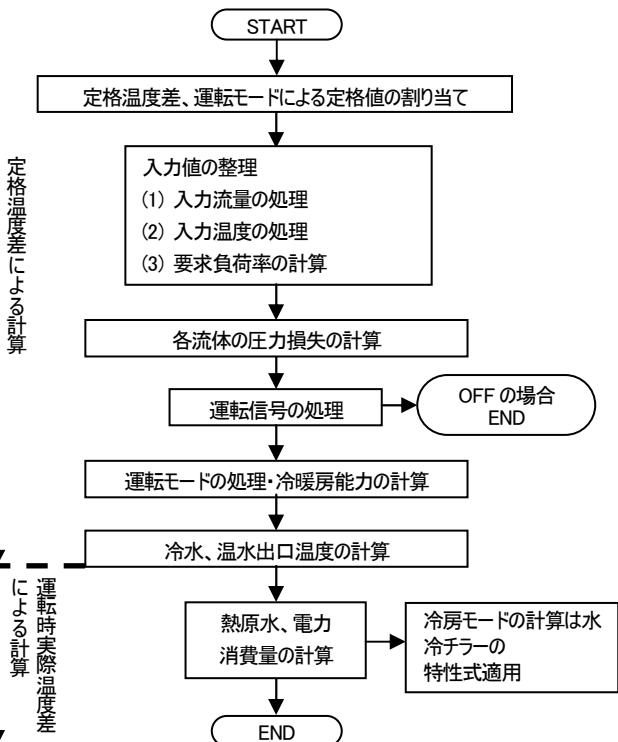 START
定格温度差、運転モードによる定格値の割り当て
定格温度差による計算
入力値の整理
(1) 入力流量の処理
(2) 入力温度の処理
(3) 要求負荷率の計算
各流体の圧力損失の計算
運転信号の処理
OFF の場合
END
運転モードの処理・冷暖房能力の計算
冷水、温水出口温度の計算
運転時実際温度差
による計算
熱原水、電力
消費量の計算
冷房モードの計算は水
冷チラーの
特性式適用
END